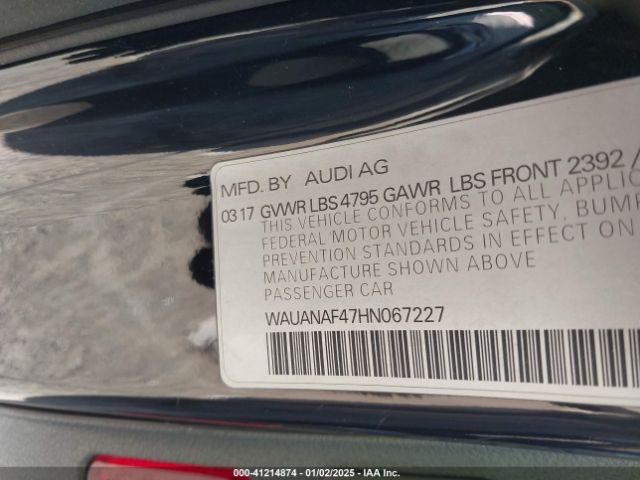 MFD. BY AUDI AG
0317 GVWR LBS 4795 GAWR LBS FRONT 2392
THIS VEHICLE CONFORMS TO ALL APPLIC
FEDERAL MOTOR VEHICLE SAFETY, BUMP
PREVENTION STANDARDS IN EFFECT ON
MANUFACTURE SHOWN ABOVE
PASSENGER CAR
WAUANAF47HN067227
000-41214874 | 01/02/2025 - IAA, Inc.